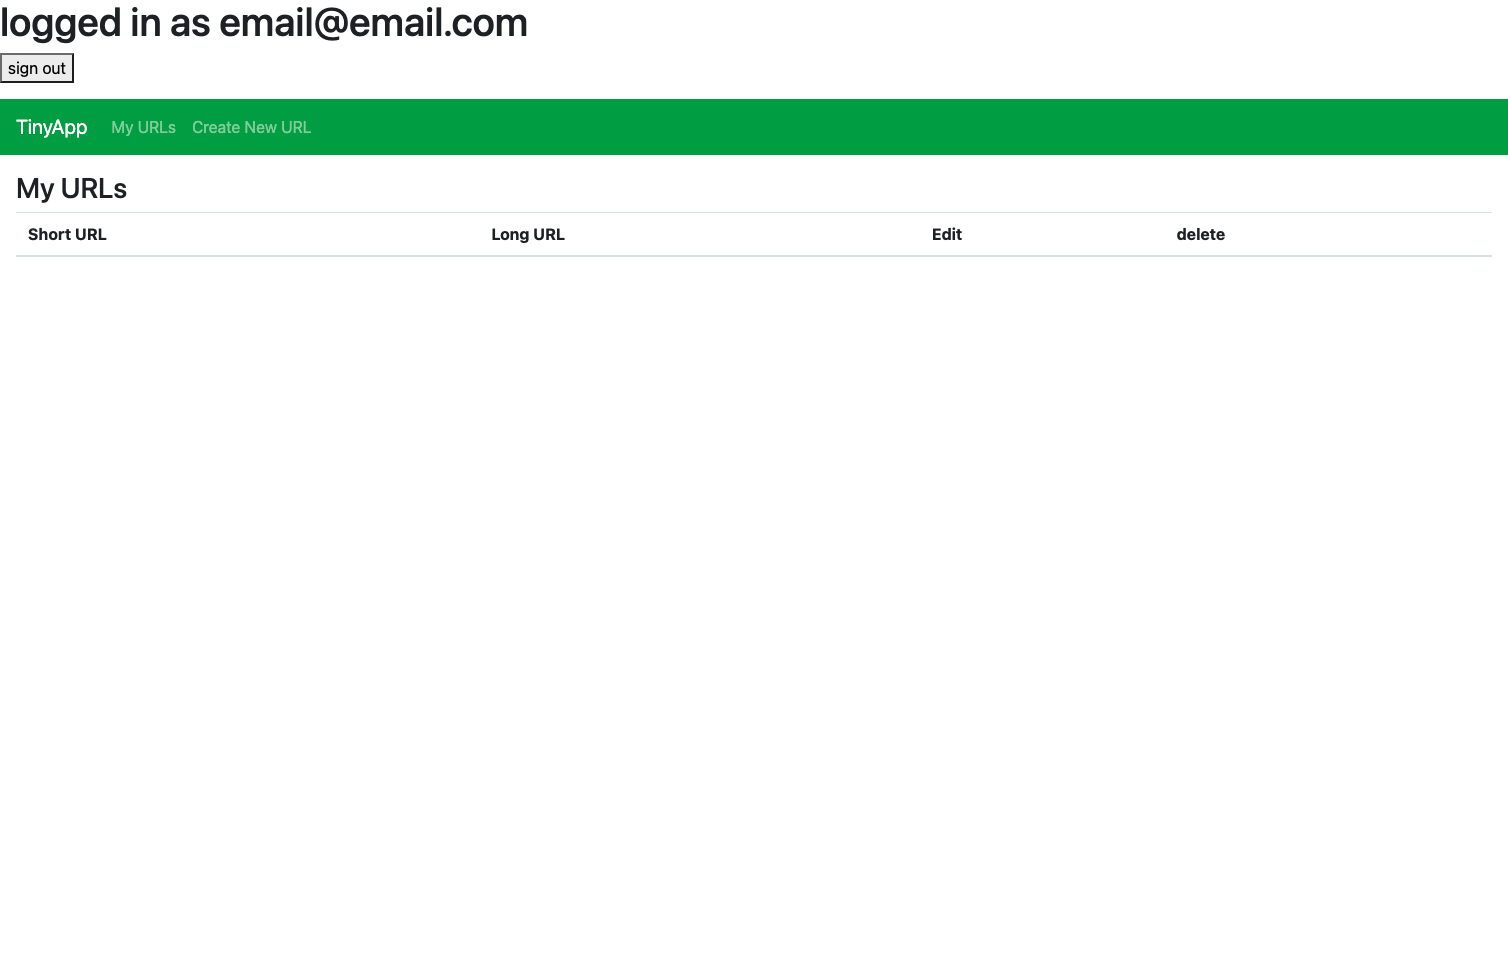 logged in as email@email.com
sign out
TinyApp My URLs Create New URL
My URLs
Short URL Long URL Edit delete